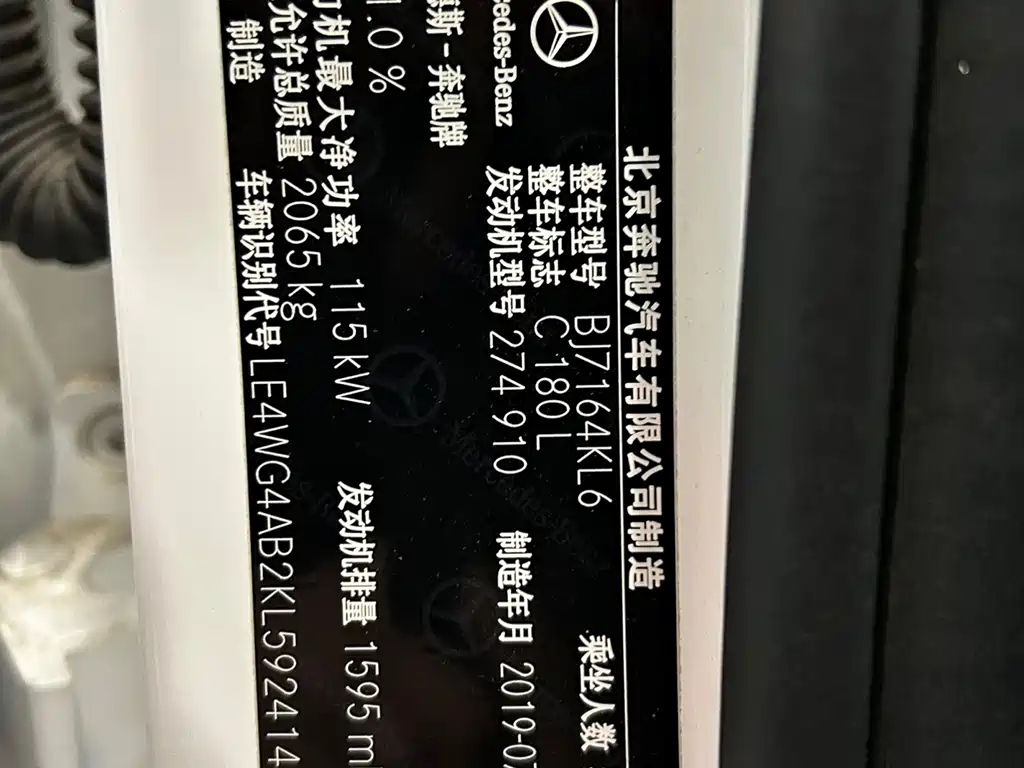 北京奔驰汽车有限公司制造
整车型号 BJ7164KL6 乘坐人数
整车标志 C 180 L
Mercedes-Benz 发动机型号 274 910 制造年月 2019-07
斯-奔驰牌
1.0 %
机最大净功率 115 kW 发动机排量 1595 m
允许总质量 2065 kg
制造 车辆识别代号 LE4WG4AB2KL592414